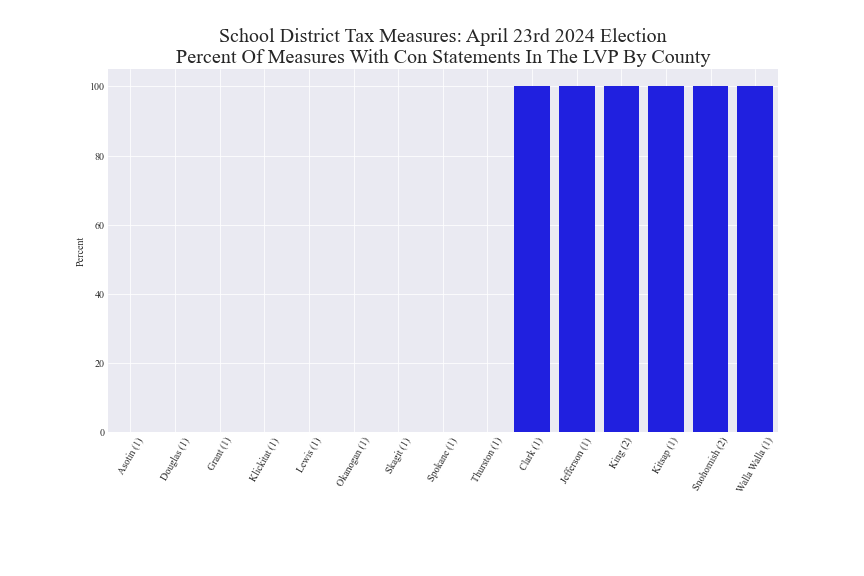 School District Tax Measures: April 23rd 2024 Election
Percent Of Measures With Con Statements In The LVP By County
100
80
60
40
20
0
Percent
Asotin (1)
Douglas (1)
Grant (1)
Klickitat (1)
Lewis (1)
Okanogan (1)
Skagit (1)
Spokane (1)
Thurston (1)
Clark (1)
Jefferson (1)
King (2)
Kitsap (1)
Snohomish (2)
Walla Walla (1)